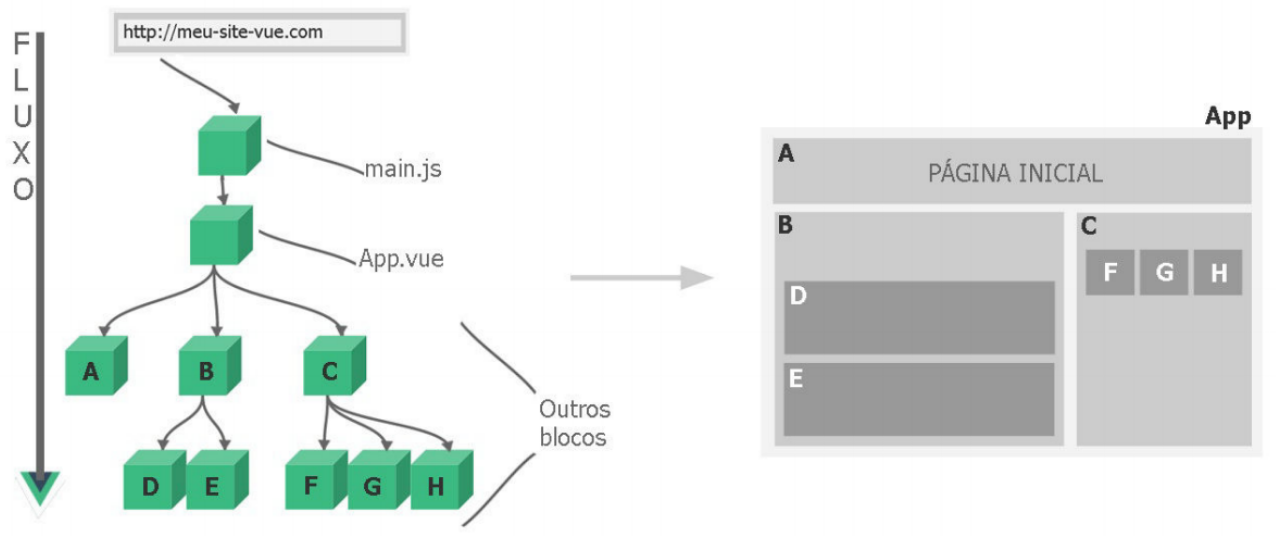 FLUXO
http://meu-site-vue.com
main.js
App.vue
A
B
C
Outros
blocos
D
E
F
G
H
App
A
PÁGINA INICIAL
B
C
F
G
H
D
E